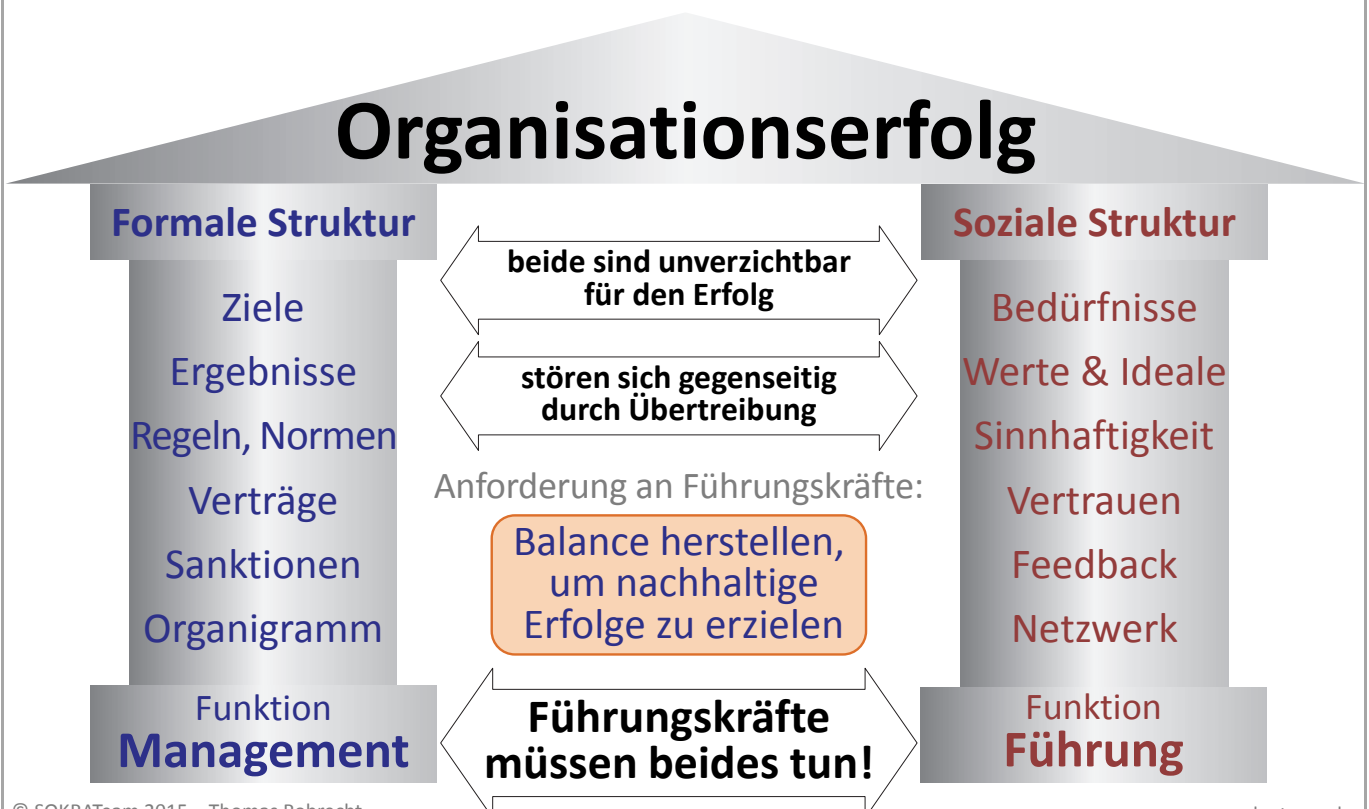 Organisationserfolg
Formale Struktur
Ziele
Ergebnisse
Regeln, Normen
Verträge
Sanktionen
Organigramm
Funktion
Management
beide sind unverzichtbar
für den Erfolg
stören sich gegenseitig
durch Übertreibung
Anforderung an Führungskräfte:
Balance herstellen,
um nachhaltige
Erfolge zu erzielen
Führungskräfte
müssen beides tun!
Soziale Struktur
Bedürfnisse
Werte & Ideale
Sinnhaftigkeit
Vertrauen
Feedback
Netzwerk
Funktion
Führung